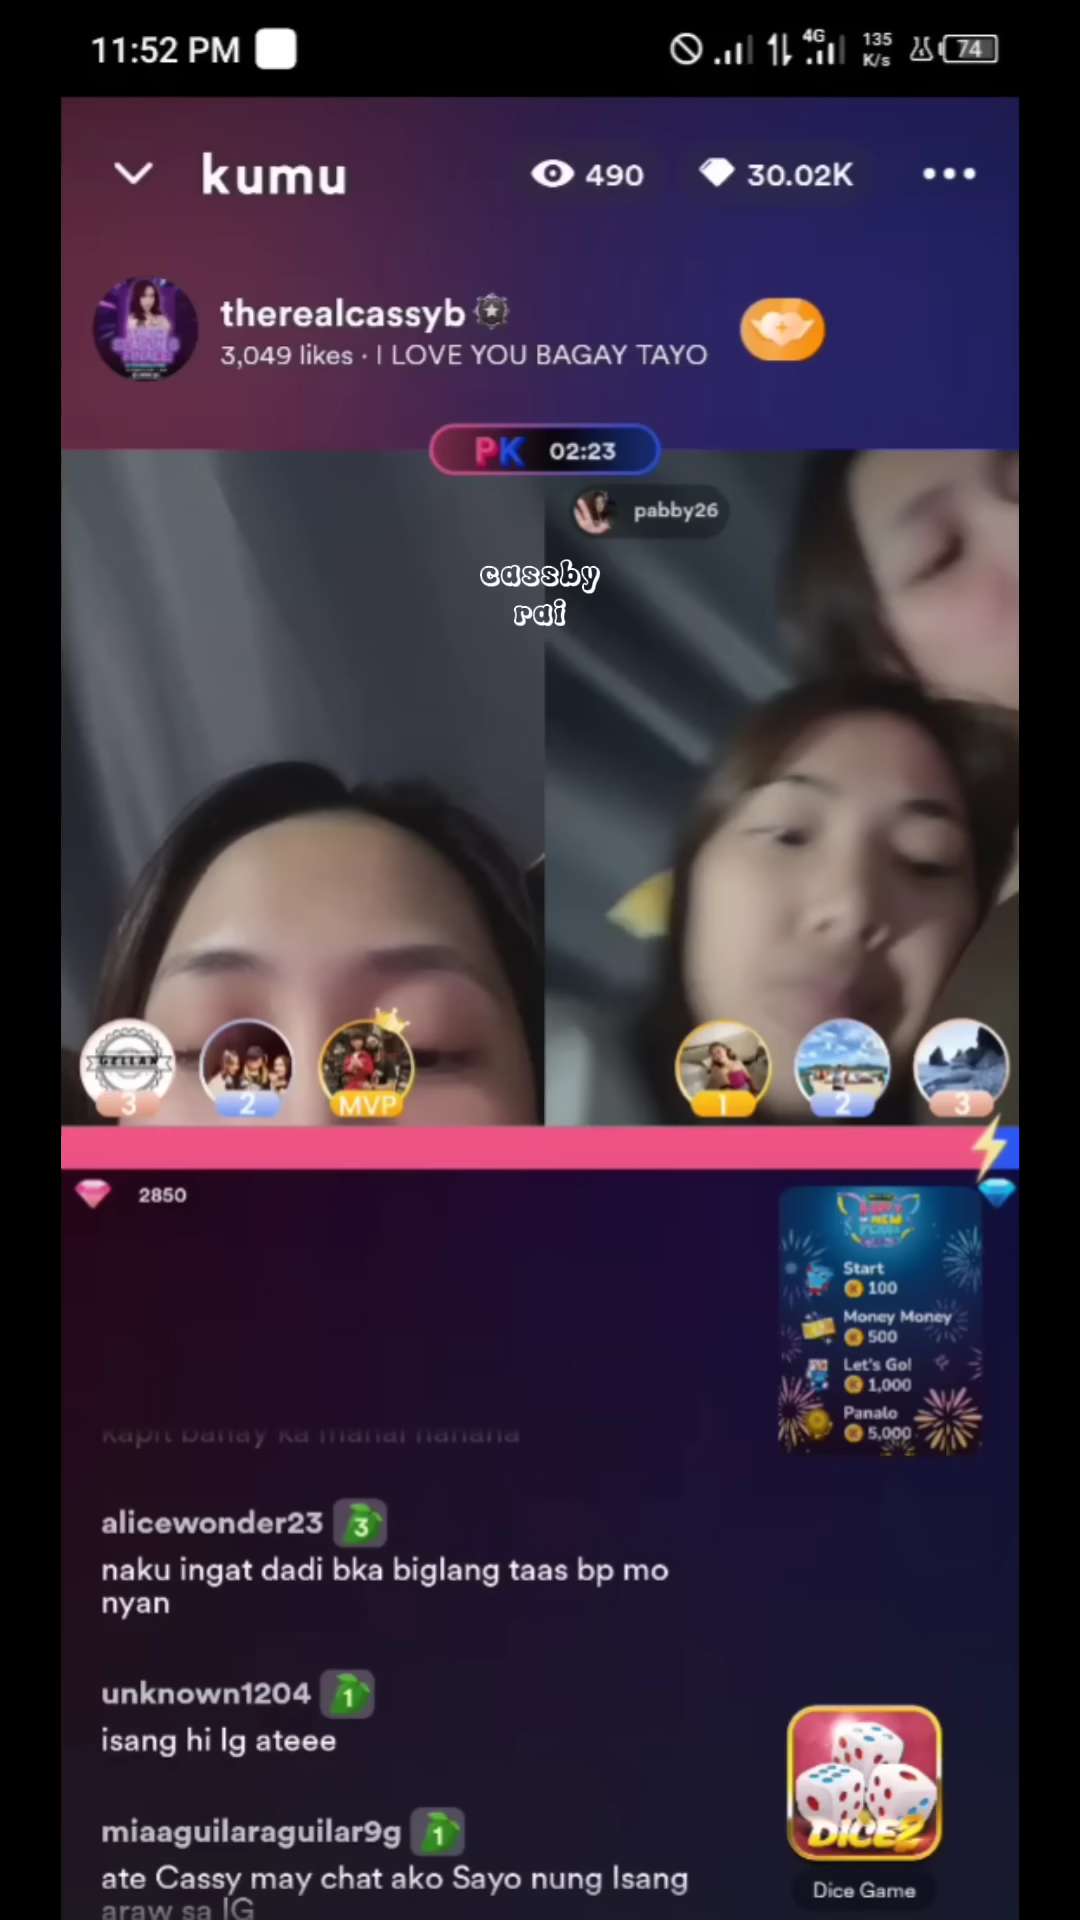 11:52 PM
4G
135
K/s
74
kumu
490
30.02K
therealcassyb
3,049 likes · I LOVE YOU BAGAY TAYO
PK 02:23
pabby26
cassby
rai
3
2
MVP
1
2
3
2850
Start
100
Money Money
500
Let's Go!
1,000
Panalo
5,000
alicewonder23 3
naku ingat dadi bka biglang taas bp mo
nyan
unknown1204 1
isang hi lg ateee
miaaguilaraguilar9g 1
ate Cassy may chat ako Sayo nung Isang
araw sa IG
DICE2
Dice Game